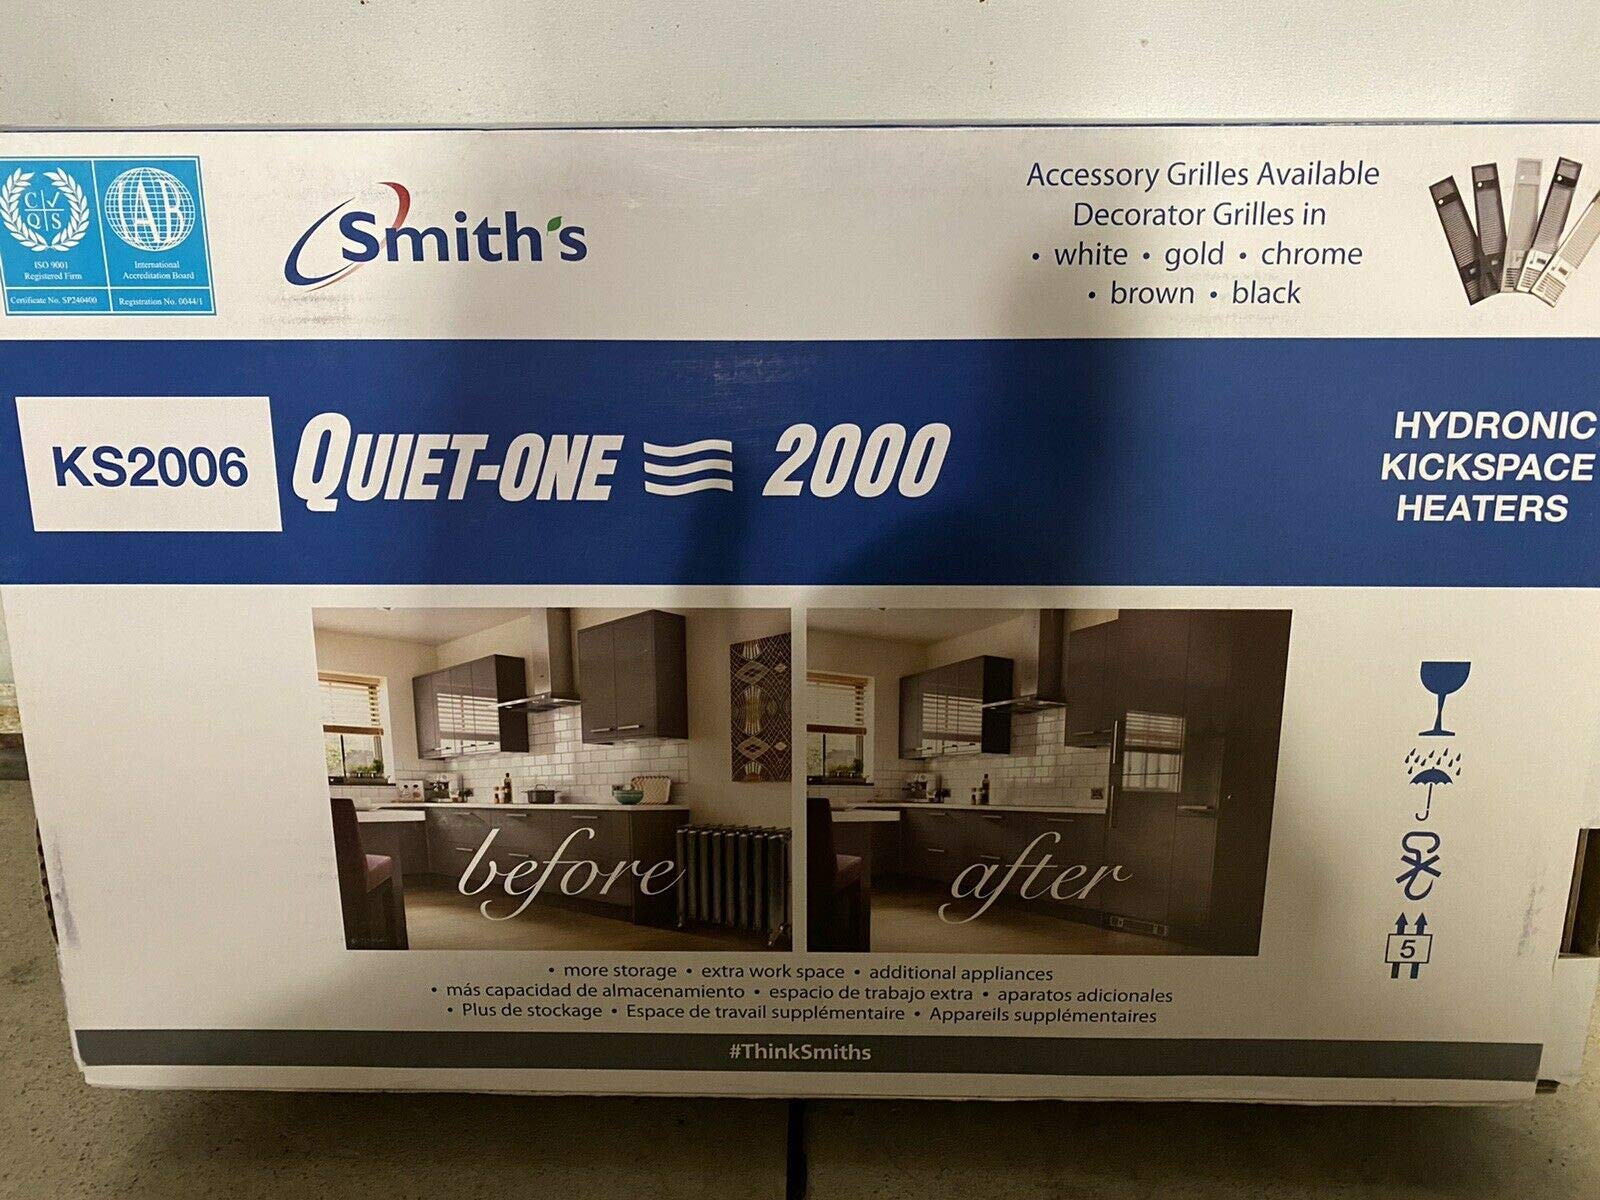 C Q S
IAB
ISO 9001
Registered Firm
International
Accreditation Board
Certificate No. SP240400
Registration No. 0044/1
Smith's
Accessory Grilles Available
Decorator Grilles in
• white • gold • chrome
• brown • black
KS2006
QUIET-ONE 2000
HYDRONIC
KICKSPACE
HEATERS
before
after
5
• more storage • extra work space • additional appliances
• más capacidad de almacenamiento • espacio de trabajo extra • aparatos adicionales
• Plus de stockage • Espace de travail supplémentaire • Appareils supplémentaires
#ThinkSmiths